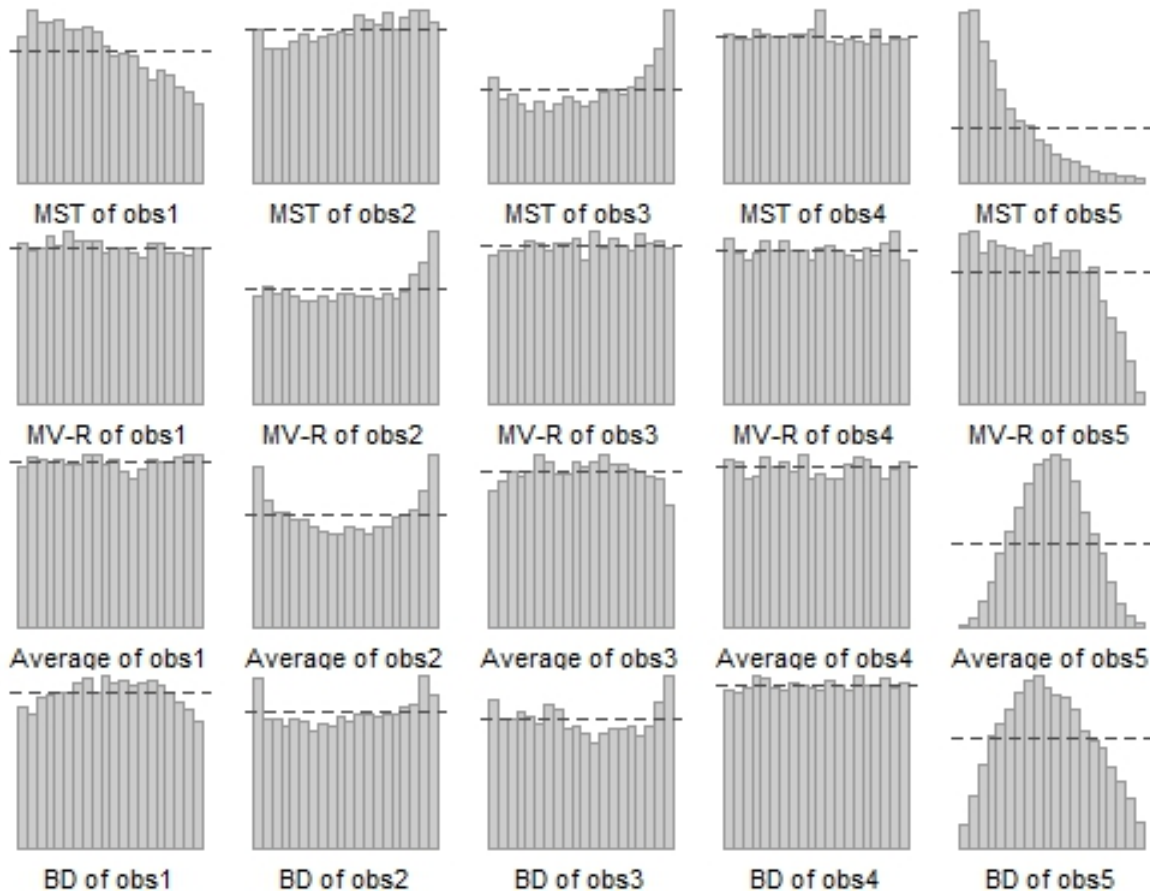 MST of obs1 MST of obs2 MST of obs3 MST of obs4 MST of obs5
MV-R of obs1 MV-R of obs2 MV-R of obs3 MV-R of obs4 MV-R of obs5
Average of obs1 Average of obs2 Average of obs3 Average of obs4 Average of obs5
BD of obs1 BD of obs2 BD of obs3 BD of obs4 BD of obs5